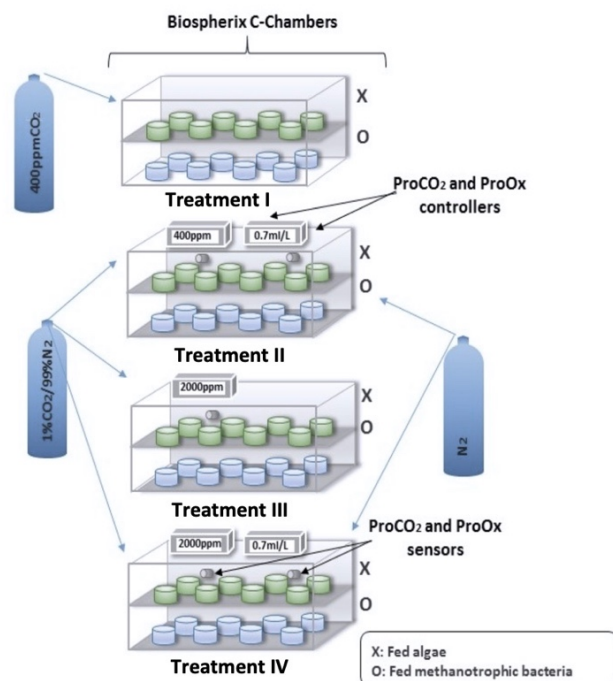 Biospherix C-Chambers
400ppmCO₂
X
O
Treatment I
ProCO₂ and ProOx
controllers
400ppm
0.7ml/L
X
O
Treatment II
1%CO₂/99%N₂
N₂
2000ppm
X
O
Treatment III
ProCO₂ and ProOx
sensors
2000ppm
0.7ml/L
X
O
Treatment IV
X: Fed algae
O: Fed methanotrophic bacteria